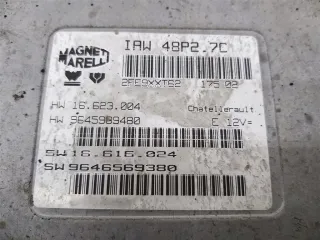 MAGNETI
MARELLI
IAW 48P2.7C
175 02
HW 16.623.004
Chatellerault
HW 9645989480
E 12V=
SW 16.616.024
SW 9646569380